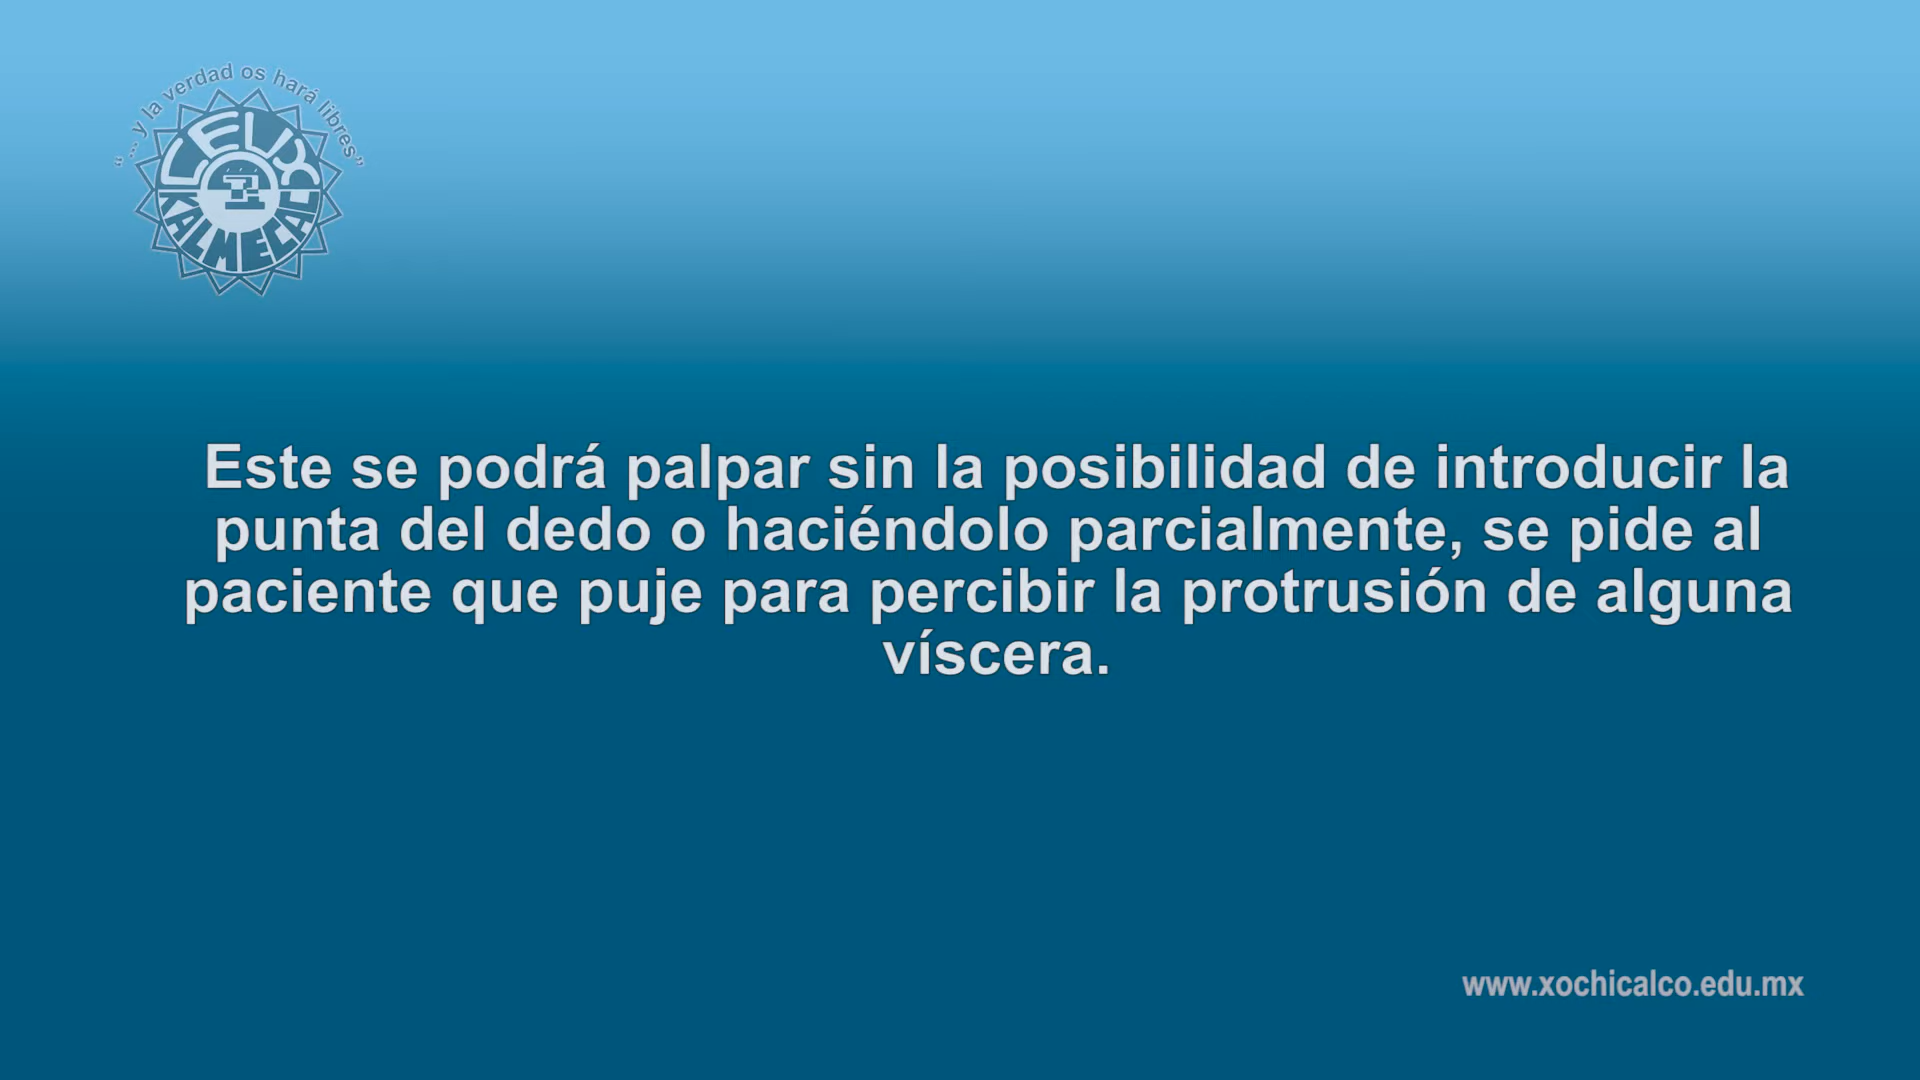 "... y la verdad os hará libres"
CEUX
KALMECAC
Este se podrá palpar sin la posibilidad de introducir la
punta del dedo o haciéndolo parcialmente, se pide al
paciente que puje para percibir la protrusión de alguna
víscera.
www.xochicalco.edu.mx